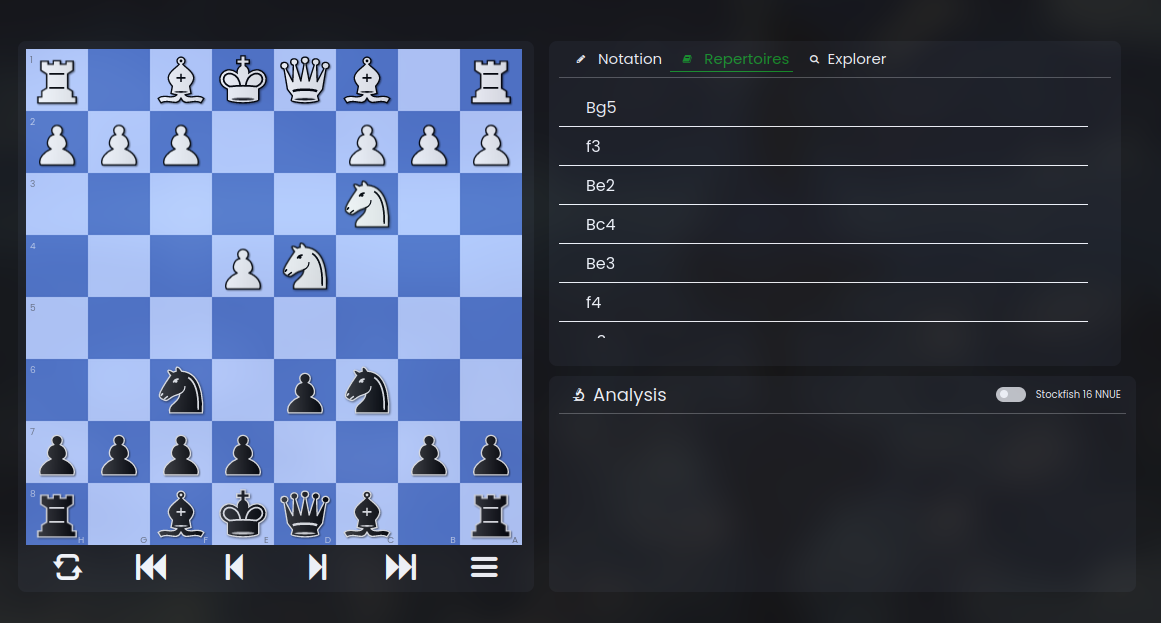 Notation Repertoires Explorer
Bg5
f3
Be2
Bc4
Be3
f4
Analysis
Stockfish 16 NNUE
1
2
3
4
5
6
7
8
H G F E D C B A